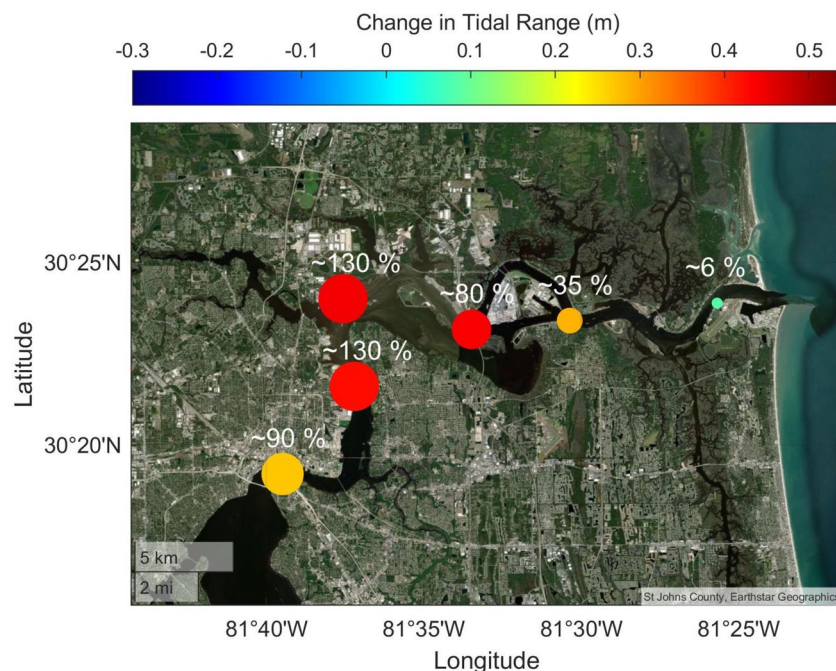 Change in Tidal Range (m)
-0.3 -0.2 -0.1 0 0.1 0.2 0.3 0.4 0.5
30°25'N
~130 %
~80 %
~35 %
~6 %
~130 %
Latitude
30°20'N
~90 %
5 km
2 mi
St Johns County, Earthstar Geographics
81°40'W 81°35'W 81°30'W 81°25'W
Longitude